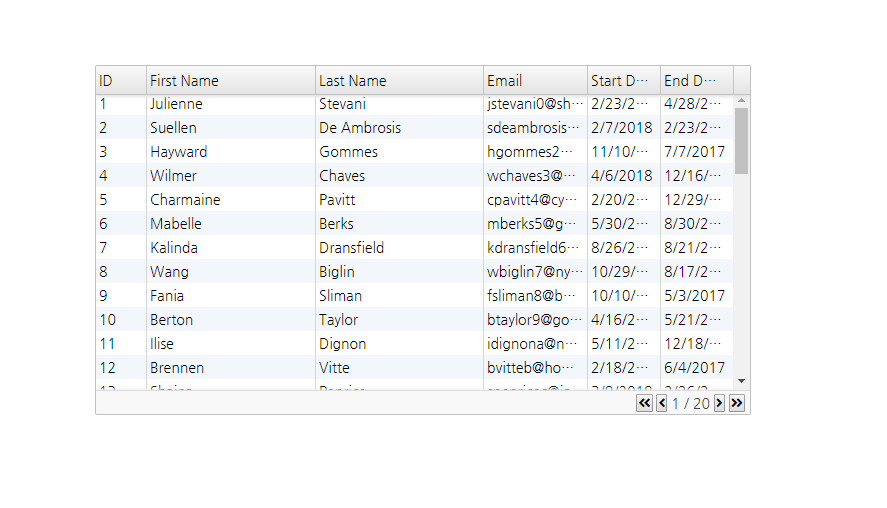 ID First Name Last Name Email Start D… End D…
1 Julienne Stevani jstevani0@sh… 2/23/2… 4/28/2…
2 Suellen De Ambrosis sdeambrosis… 2/7/2018 2/23/2…
3 Hayward Gommes hgommes2… 11/10/… 7/7/2017
4 Wilmer Chaves wchaves3@… 4/6/2018 12/16/…
5 Charmaine Pavitt cpavitt4@cy… 2/20/2… 12/29/…
6 Mabelle Berks mberks5@g… 5/30/2… 8/30/2…
7 Kalinda Dransfield kdransfield6… 8/26/2… 8/21/2…
8 Wang Biglin wbiglin7@ny… 10/29/… 8/17/2…
9 Fania Sliman fsliman8@b… 10/10/… 5/3/2017
10 Berton Taylor btaylor9@go… 4/16/2… 5/21/2…
11 Ilise Dignon idignona@n… 5/11/2… 12/18/…
12 Brennen Vitte bvitteb@ho… 2/18/2… 6/4/2017
1 / 20